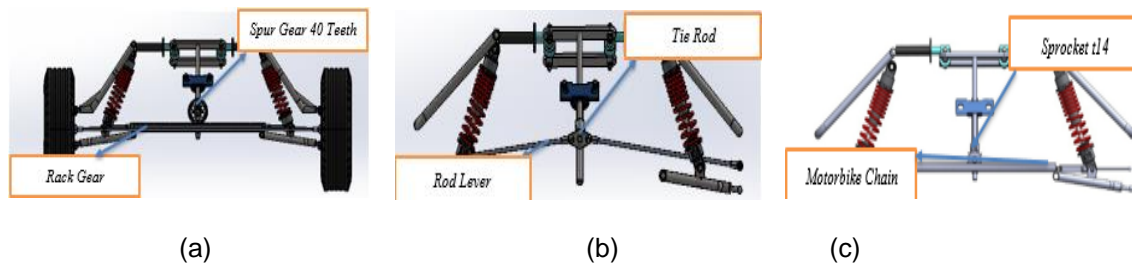 Spur Gear 40 Teeth
Rack Gear
(a)
Tie Rod
Rod Lever
(b)
Sprocket t14
Motorbike Chain
(c)